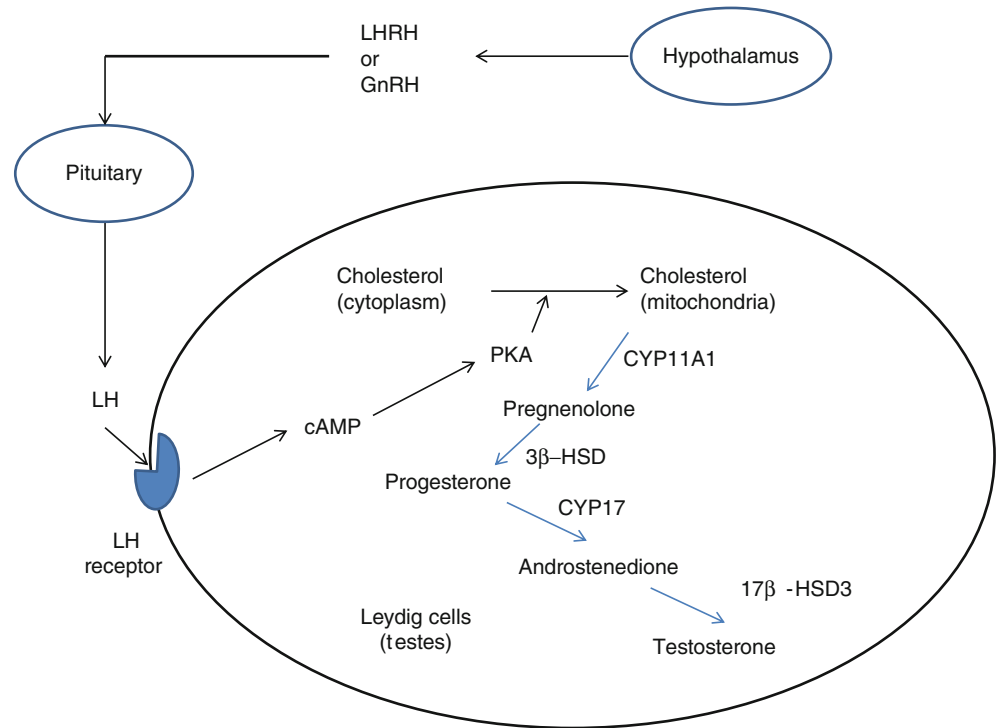 LHRH
or
GnRH
Hypothalamus
Pituitary
Cholesterol
(cytoplasm)
Cholesterol
(mitochondria)
PKA
CYP11A1
LH
cAMP
Pregnenolone
3β–HSD
Progesterone
CYP17
LH
receptor
Androstenedione
17β -HSD3
Leydig cells
(testes)
Testosterone